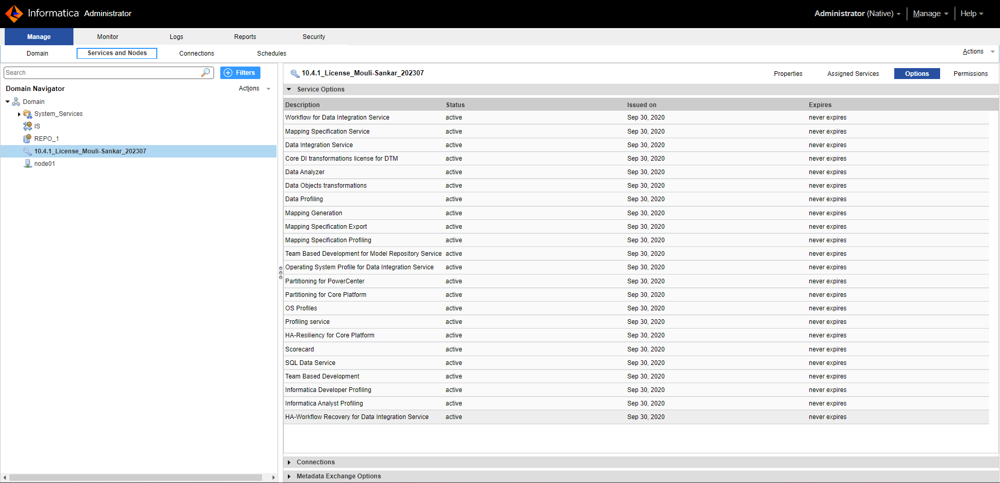 Informatica Administrator
Administrator (Native) Manage Help
Manage Monitor Logs Reports Security
Domain Services and Nodes Connections Schedules Actions
Search Filters
Domain Navigator Actions
Domain
System_Services
IS
REPO_1
10.4.1_License_Mouli-Sankar_202307
node01
10.4.1_License_Mouli-Sankar_202307 Properties Assigned Services Options Permissions
Service Options
Description Status Issued on Expires
Workflow for Data Integration Service active Sep 30, 2020 never expires
Mapping Specification Service active Sep 30, 2020 never expires
Data Integration Service active Sep 30, 2020 never expires
Core DI transformations license for DTM active Sep 30, 2020 never expires
Data Analyzer active Sep 30, 2020 never expires
Data Objects transformations active Sep 30, 2020 never expires
Data Profiling active Sep 30, 2020 never expires
Mapping Generation active Sep 30, 2020 never expires
Mapping Specification Export active Sep 30, 2020 never expires
Mapping Specification Profiling active Sep 30, 2020 never expires
Team Based Development for Model Repository Service active Sep 30, 2020 never expires
Operating System Profile for Data Integration Service active Sep 30, 2020 never expires
Partitioning for PowerCenter active Sep 30, 2020 never expires
Partitioning for Core Platform active Sep 30, 2020 never expires
OS Profiles active Sep 30, 2020 never expires
Profiling service active Sep 30, 2020 never expires
HA-Resiliency for Core Platform active Sep 30, 2020 never expires
Scorecard active Sep 30, 2020 never expires
SQL Data Service active Sep 30, 2020 never expires
Team Based Development active Sep 30, 2020 never expires
Informatica Developer Profiling active Sep 30, 2020 never expires
Informatica Analyst Profiling active Sep 30, 2020 never expires
HA-Workflow Recovery for Data Integration Service active Sep 30, 2020 never expires
Connections
Metadata Exchange Options